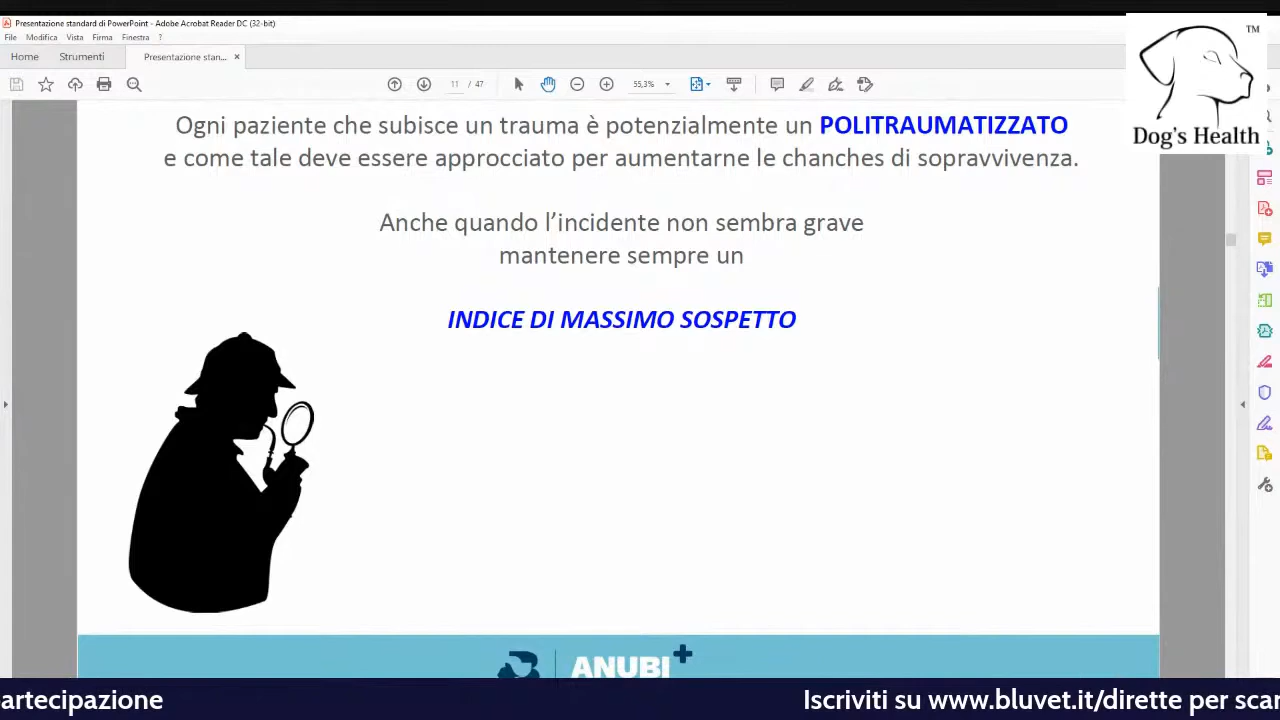 Presentazione standard di PowerPoint - Adobe Acrobat Reader DC (32-bit)
File Modifica Vista Firma Finestra ?
Home Strumenti Presentazione stan... ×
11 / 47 55,3%
TM
Dog's Health
Ogni paziente che subisce un trauma è potenzialmente un POLITRAUMATIZZATO
e come tale deve essere approcciato per aumentarne le chanches di sopravvivenza.
Anche quando l’incidente non sembra grave
mantenere sempre un
INDICE DI MASSIMO SOSPETTO
ANUBI+
artecipazione Iscriviti su www.bluvet.it/dirette per scar